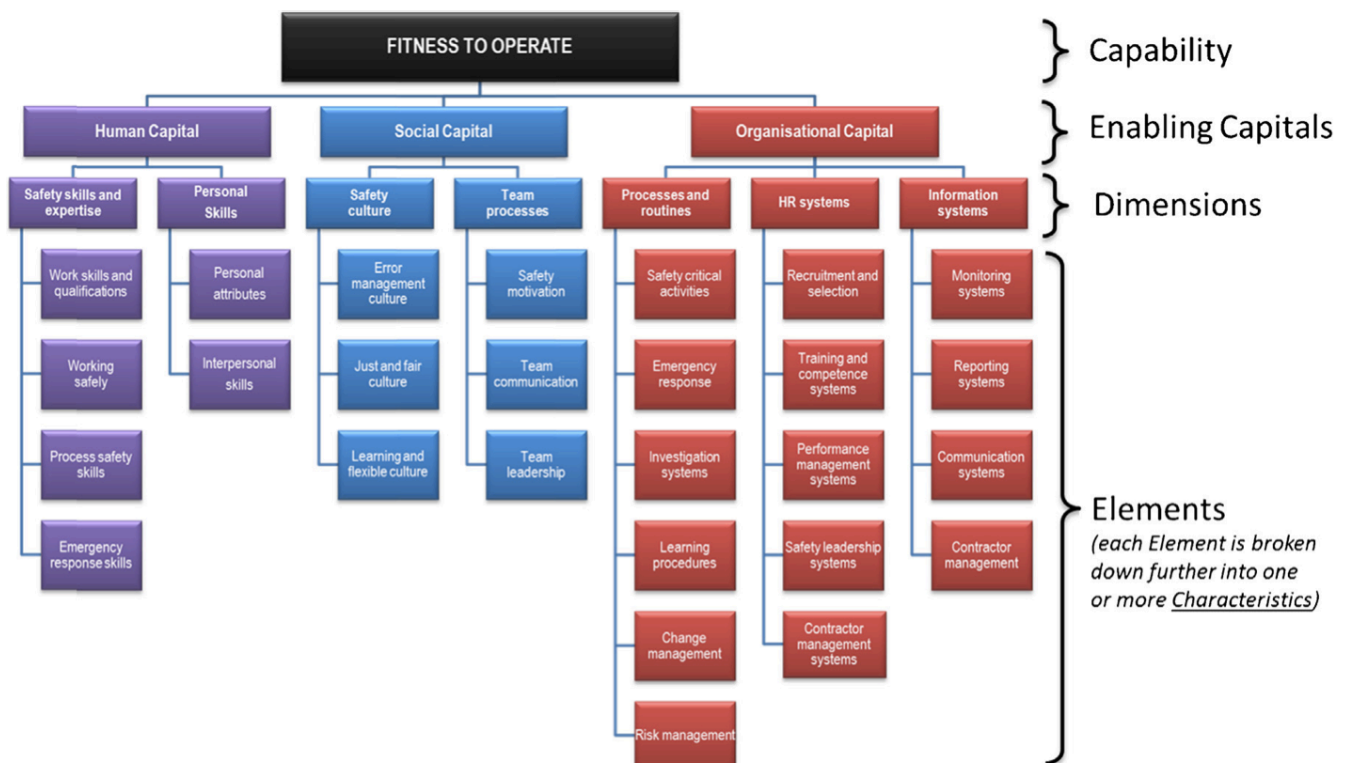 FITNESS TO OPERATE
Capability
Human Capital
Social Capital
Organisational Capital
Enabling Capitals
Safety skills and
expertise
Personal
Skills
Safety
culture
Team
processes
Processes and
routines
HR systems
Information
systems
Dimensions
Work skills and
qualifications
Working
safely
Process safety
skills
Emergency
response skills
Personal
attributes
Interpersonal
skills
Error
management
culture
Just and fair
culture
Learning and
flexible culture
Safety
motivation
Team
communication
Team
leadership
Safety critical
activities
Emergency
response
Investigation
systems
Learning
procedures
Change
management
Risk management
Recruitment and
selection
Training and
competence
systems
Performance
management
systems
Safety leadership
systems
Contractor
management
systems
Monitoring
systems
Reporting
systems
Communication
systems
Contractor
management
Elements
(each Element is broken
down further into one
or more Characteristics)